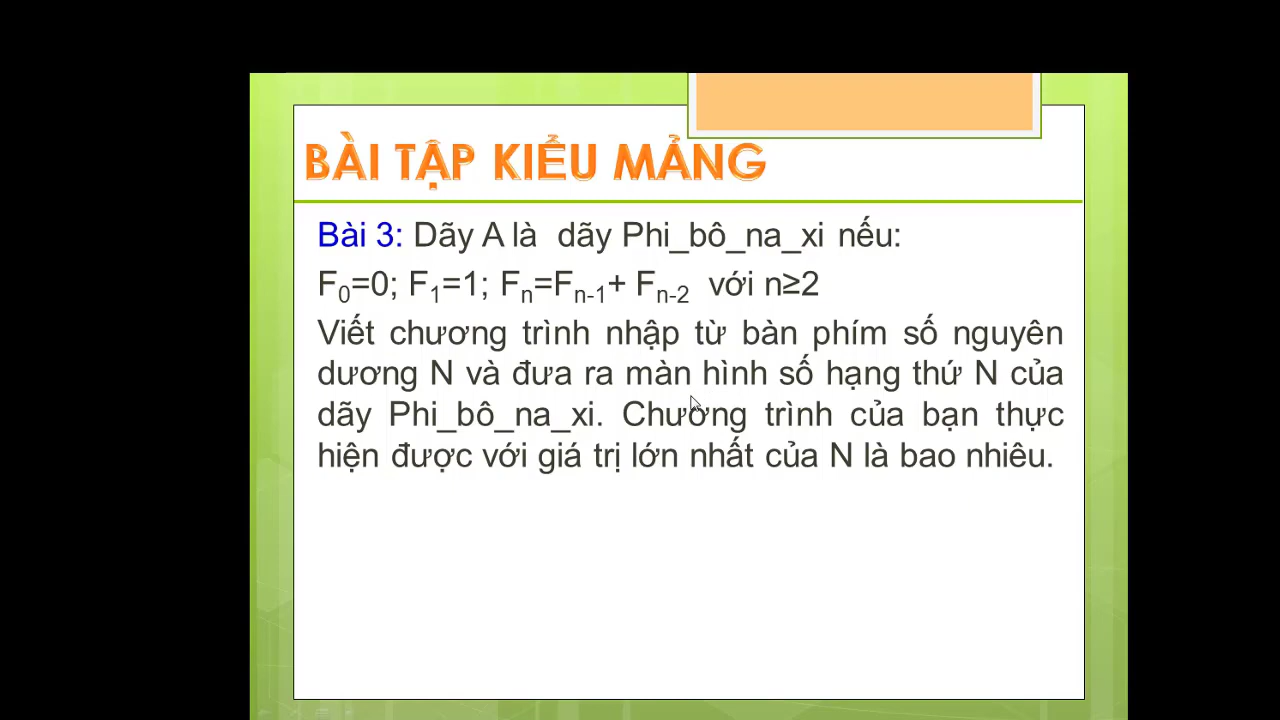 BÀI TẬP KIỂU MẢNG
Bài 3: Dãy A là dãy Phi_bô_na_xi nếu:
F₀=0; F₁=1; Fₙ=Fₙ₋₁+ Fₙ₋₂ với n≥2
Viết chương trình nhập từ bàn phím số nguyên
dương N và đưa ra màn hình số hạng thứ N của
dãy Phi_bô_na_xi. Chương trình của bạn thực
hiện được với giá trị lớn nhất của N là bao nhiêu.